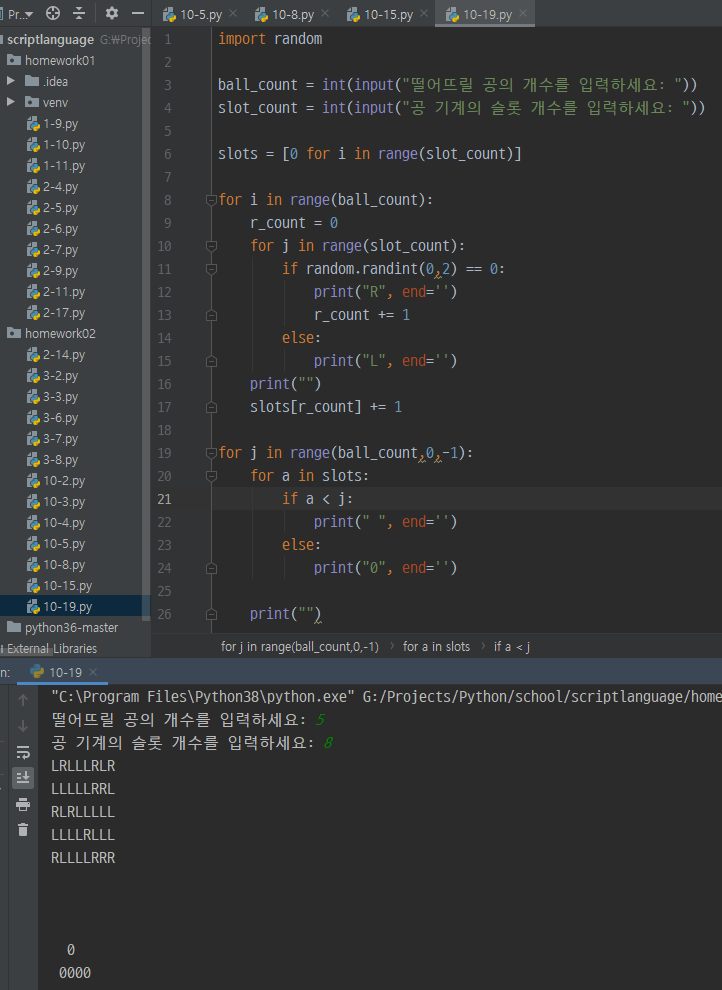 Pr...
10-5.py
10-8.py
10-15.py
10-19.py
scriptlanguage G:₩Projec
homework01
.idea
venv
1-9.py
1-10.py
1-11.py
2-4.py
2-5.py
2-6.py
2-7.py
2-9.py
2-11.py
2-17.py
homework02
2-14.py
3-2.py
3-3.py
3-6.py
3-7.py
3-8.py
10-2.py
10-3.py
10-4.py
10-5.py
10-8.py
10-15.py
10-19.py
python36-master
External Libraries
1 import random
2
3 ball_count = int(input("떨어뜨릴 공의 개수를 입력하세요: "))
4 slot_count = int(input("공 기계의 슬롯 개수를 입력하세요: "))
5
6 slots = [0 for i in range(slot_count)]
7
8 for i in range(ball_count):
9     r_count = 0
10     for j in range(slot_count):
11         if random.randint(0,2) == 0:
12             print("R", end='')
13             r_count += 1
14         else:
15             print("L", end='')
16     print("")
17     slots[r_count] += 1
18
19 for j in range(ball_count,0,-1):
20     for a in slots:
21         if a < j:
22             print(" ", end='')
23         else:
24             print("0", end='')
25
26     print("")
for j in range(ball_count,0,-1) › for a in slots › if a < j
n: 10-19
"C:\Program Files\Python38\python.exe" G:/Projects/Python/school/scriptlanguage/home
떨어뜨릴 공의 개수를 입력하세요: 5
공 기계의 슬롯 개수를 입력하세요: 8
LRLLLRLR
LLLLLRRL
RLRLLLLL
LLLLRLLL
RLLLLRRR
0
0000